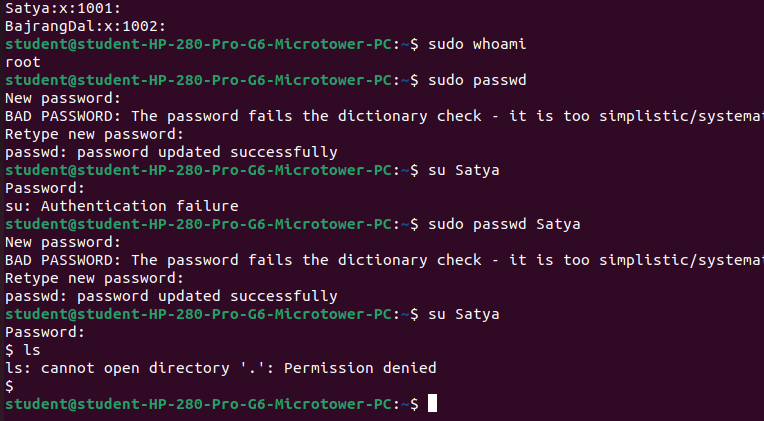 Satya:x:1001:
BajrangDal:x:1002:
student@student-HP-280-Pro-G6-Microtower-PC:~$ sudo whoami
root
student@student-HP-280-Pro-G6-Microtower-PC:~$ sudo passwd
New password:
BAD PASSWORD: The password fails the dictionary check - it is too simplistic/systemat
Retype new password:
passwd: password updated successfully
student@student-HP-280-Pro-G6-Microtower-PC:~$ su Satya
Password:
su: Authentication failure
student@student-HP-280-Pro-G6-Microtower-PC:~$ sudo passwd Satya
New password:
BAD PASSWORD: The password fails the dictionary check - it is too simplistic/systemat
Retype new password:
passwd: password updated successfully
student@student-HP-280-Pro-G6-Microtower-PC:~$ su Satya
Password:
$ ls
ls: cannot open directory '.': Permission denied
$
student@student-HP-280-Pro-G6-Microtower-PC:~$